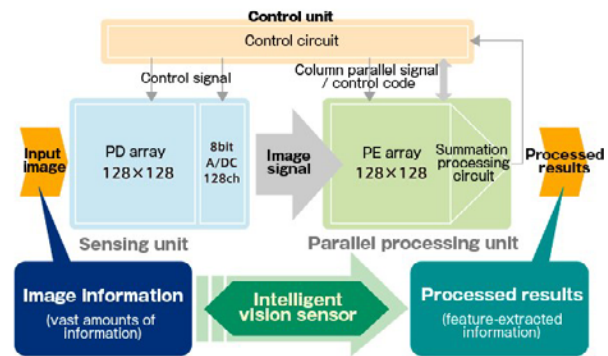 Control unit
Control circuit
Control signal
Column parallel signal
/ control code
Input
image
PD array
128×128
8bit
A/DC
128ch
Image
signal
PE array
128×128
Summation
processing
circuit
Processed
results
Sensing unit
Parallel processing unit
Image Information
(vast amounts of
information)
Intelligent
vision sensor
Processed results
(feature-extracted
information)